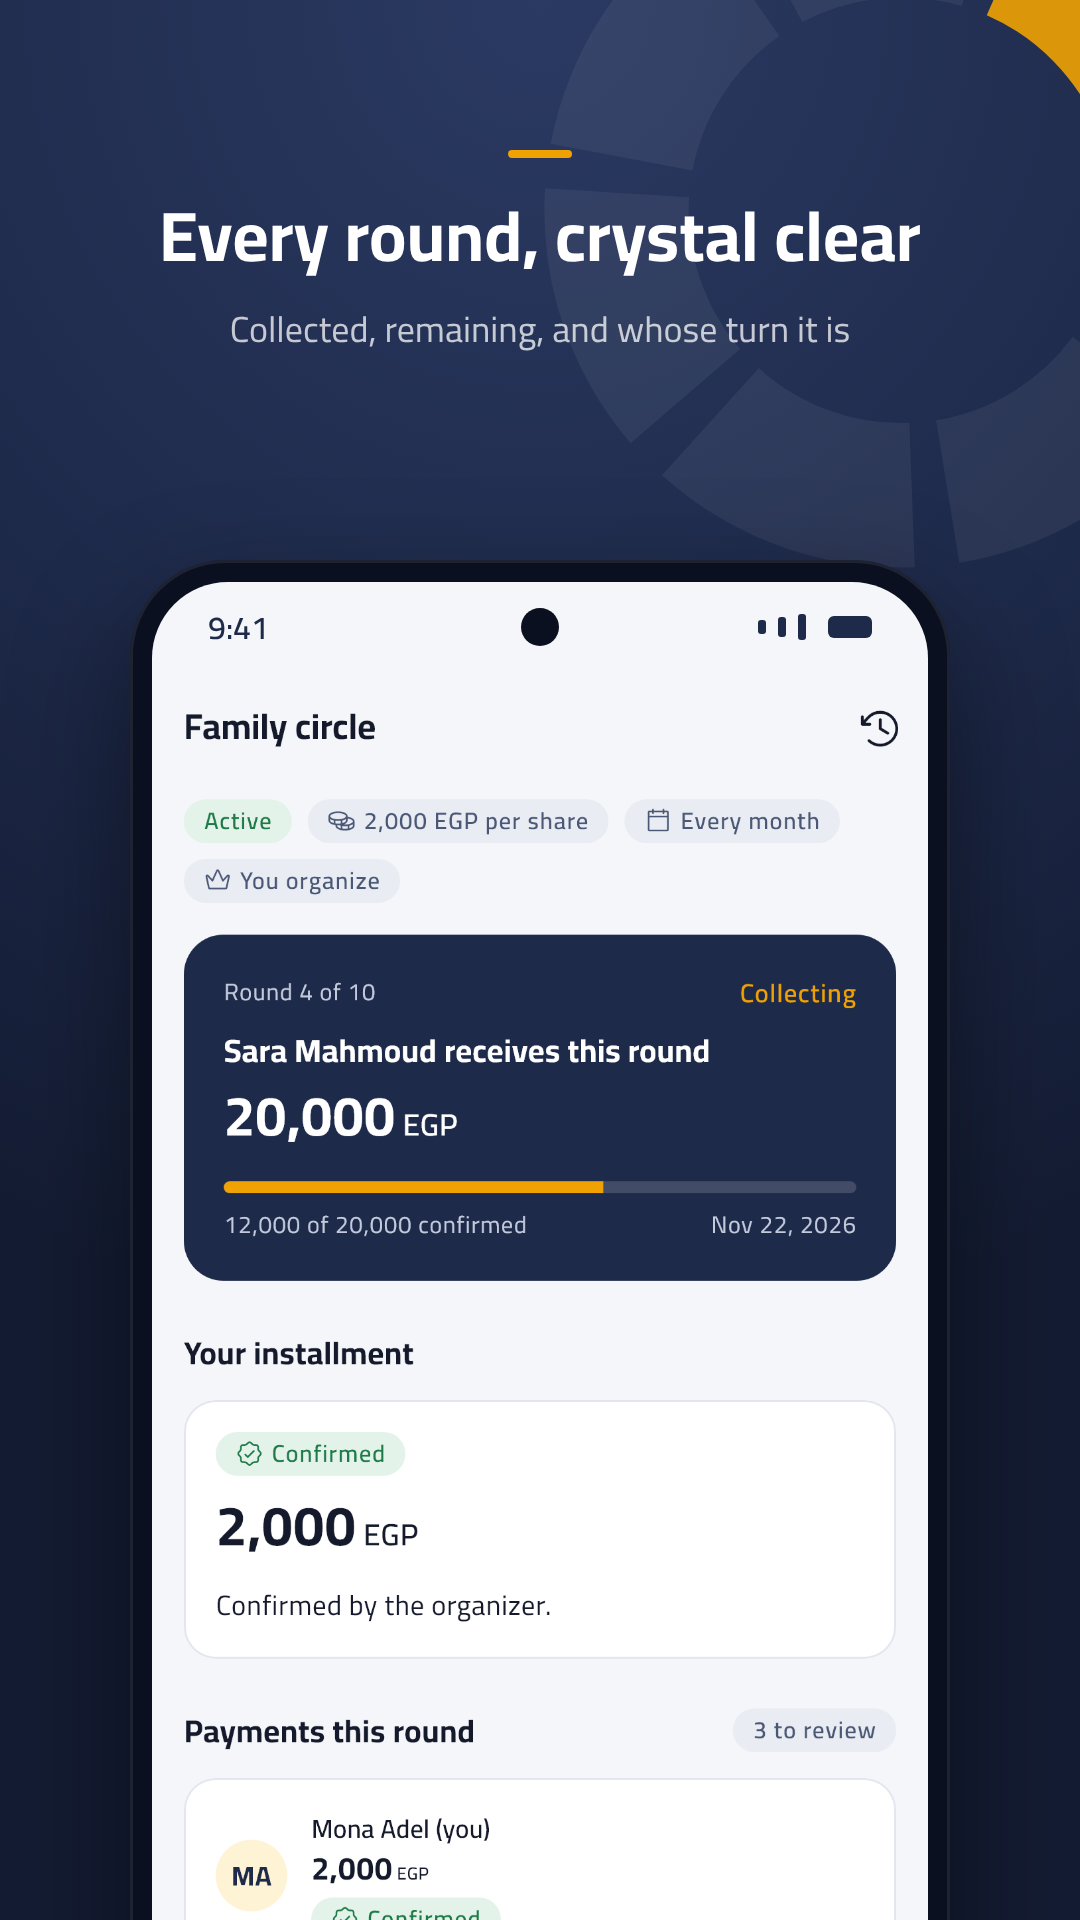 Every round, crystal clear
Collected, remaining, and whose turn it is
9:41
Family circle
Active
2,000 EGP per share
Every month
You organize
Round 4 of 10
Collecting
Sara Mahmoud receives this round
20,000 EGP
12,000 of 20,000 confirmed
Nov 22, 2026
Your installment
Confirmed
2,000 EGP
Confirmed by the organizer.
Payments this round
3 to review
MA
Mona Adel (you)
2,000 EGP
Confirmed